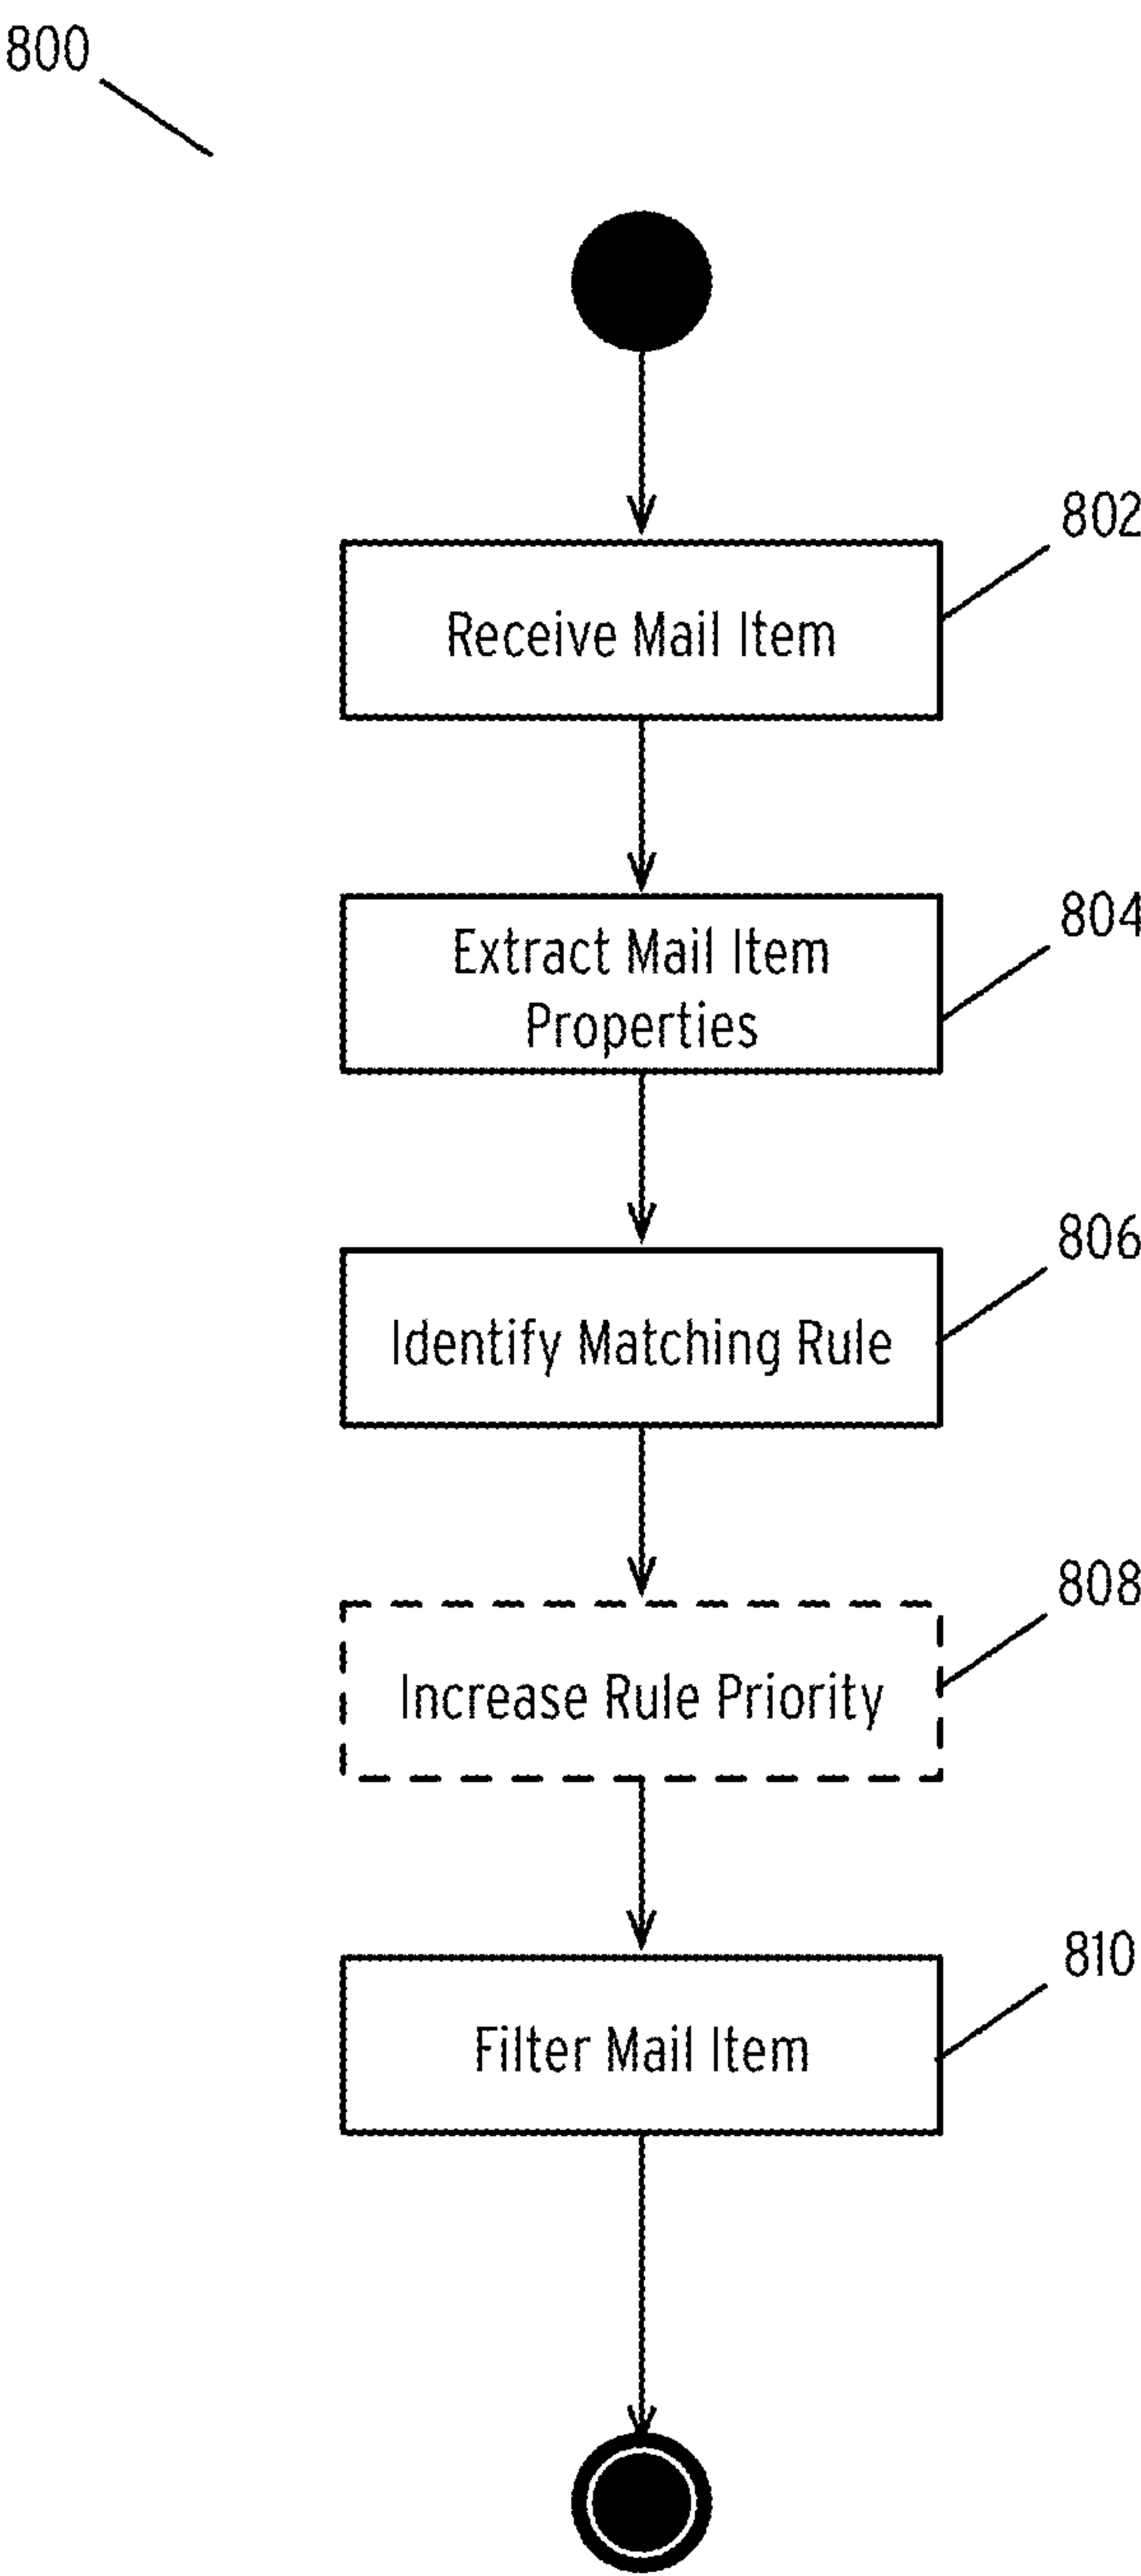 800
802
Receive Mail Item
804
Extract Mail Item
Properties
806
Identify Matching Rule
808
Increase Rule Priority
810
Filter Mail Item